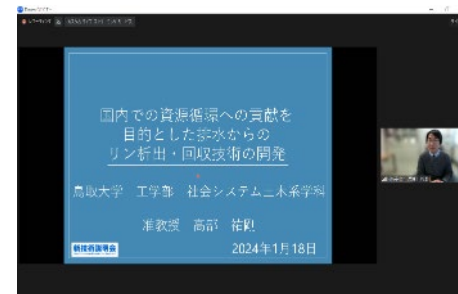 国内での資源循環への貢献を
目的とした排水からの
リン析出・回収技術の開発
鳥取大学 工学部 社会システム土木系学科
准教授 高部 祐剛
新技術説明会
2024年1月18日